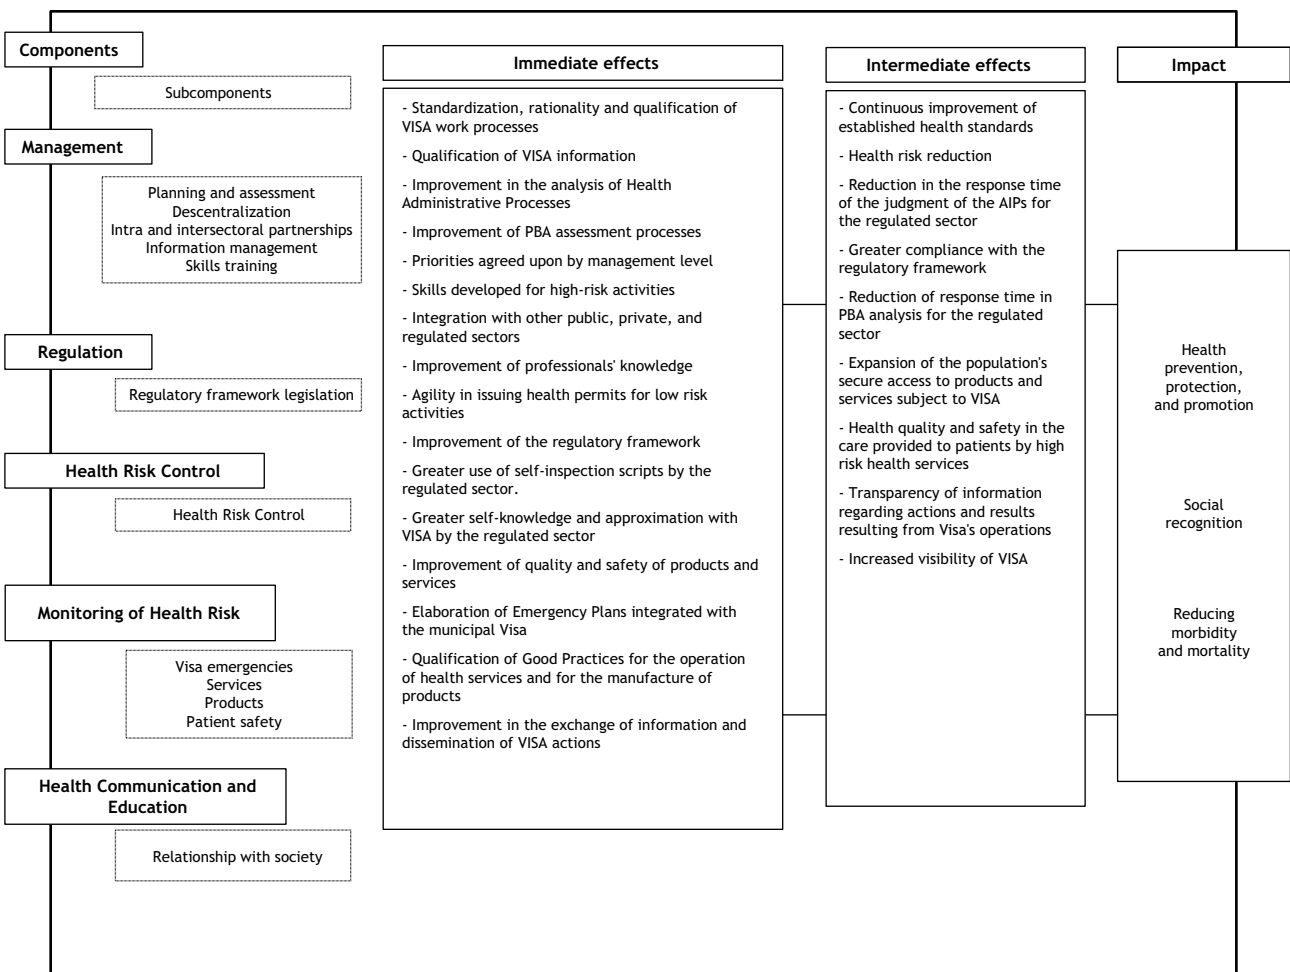 Components
Subcomponents
Management
Planning and assessment
Descentralization
Intra and intersectoral partnerships
Information management
Skills training
Regulation
Regulatory framework legislation
Health Risk Control
Health Risk Control
Monitoring of Health Risk
Visa emergencies
Services
Products
Patient safety
Health Communication and
Education
Relationship with society
Immediate effects
- Standardization, rationality and qualification of
VISA work processes
- Qualification of VISA information
- Improvement in the analysis of Health
Administrative Processes
- Improvement of PBA assessment processes
- Priorities agreed upon by management level
- Skills developed for high-risk activities
- Integration with other public, private, and
regulated sectors
- Improvement of professionals' knowledge
- Agility in issuing health permits for low risk
activities
- Improvement of the regulatory framework
- Greater use of self-inspection scripts by the
regulated sector.
- Greater self-knowledge and approximation with
VISA by the regulated sector
- Improvement of quality and safety of products and
services
- Elaboration of Emergency Plans integrated with
the municipal Visa
- Qualification of Good Practices for the operation
of health services and for the manufacture of
products
- Improvement in the exchange of information and
dissemination of VISA actions
Intermediate effects
- Continuous improvement of
established health standards
- Health risk reduction
- Reduction in the response time
of the judgment of the AIPs for
the regulated sector
- Greater compliance with the
regulatory framework
- Reduction of response time in
PBA analysis for the regulated
sector
- Expansion of the population's
secure access to products and
services subject to VISA
- Health quality and safety in the
care provided to patients by high
risk health services
- Transparency of information
regarding actions and results
resulting from Visa's operations
- Increased visibility of VISA
Impact
Health
prevention,
protection,
and promotion
Social
recognition
Reducing
morbidity
and mortality